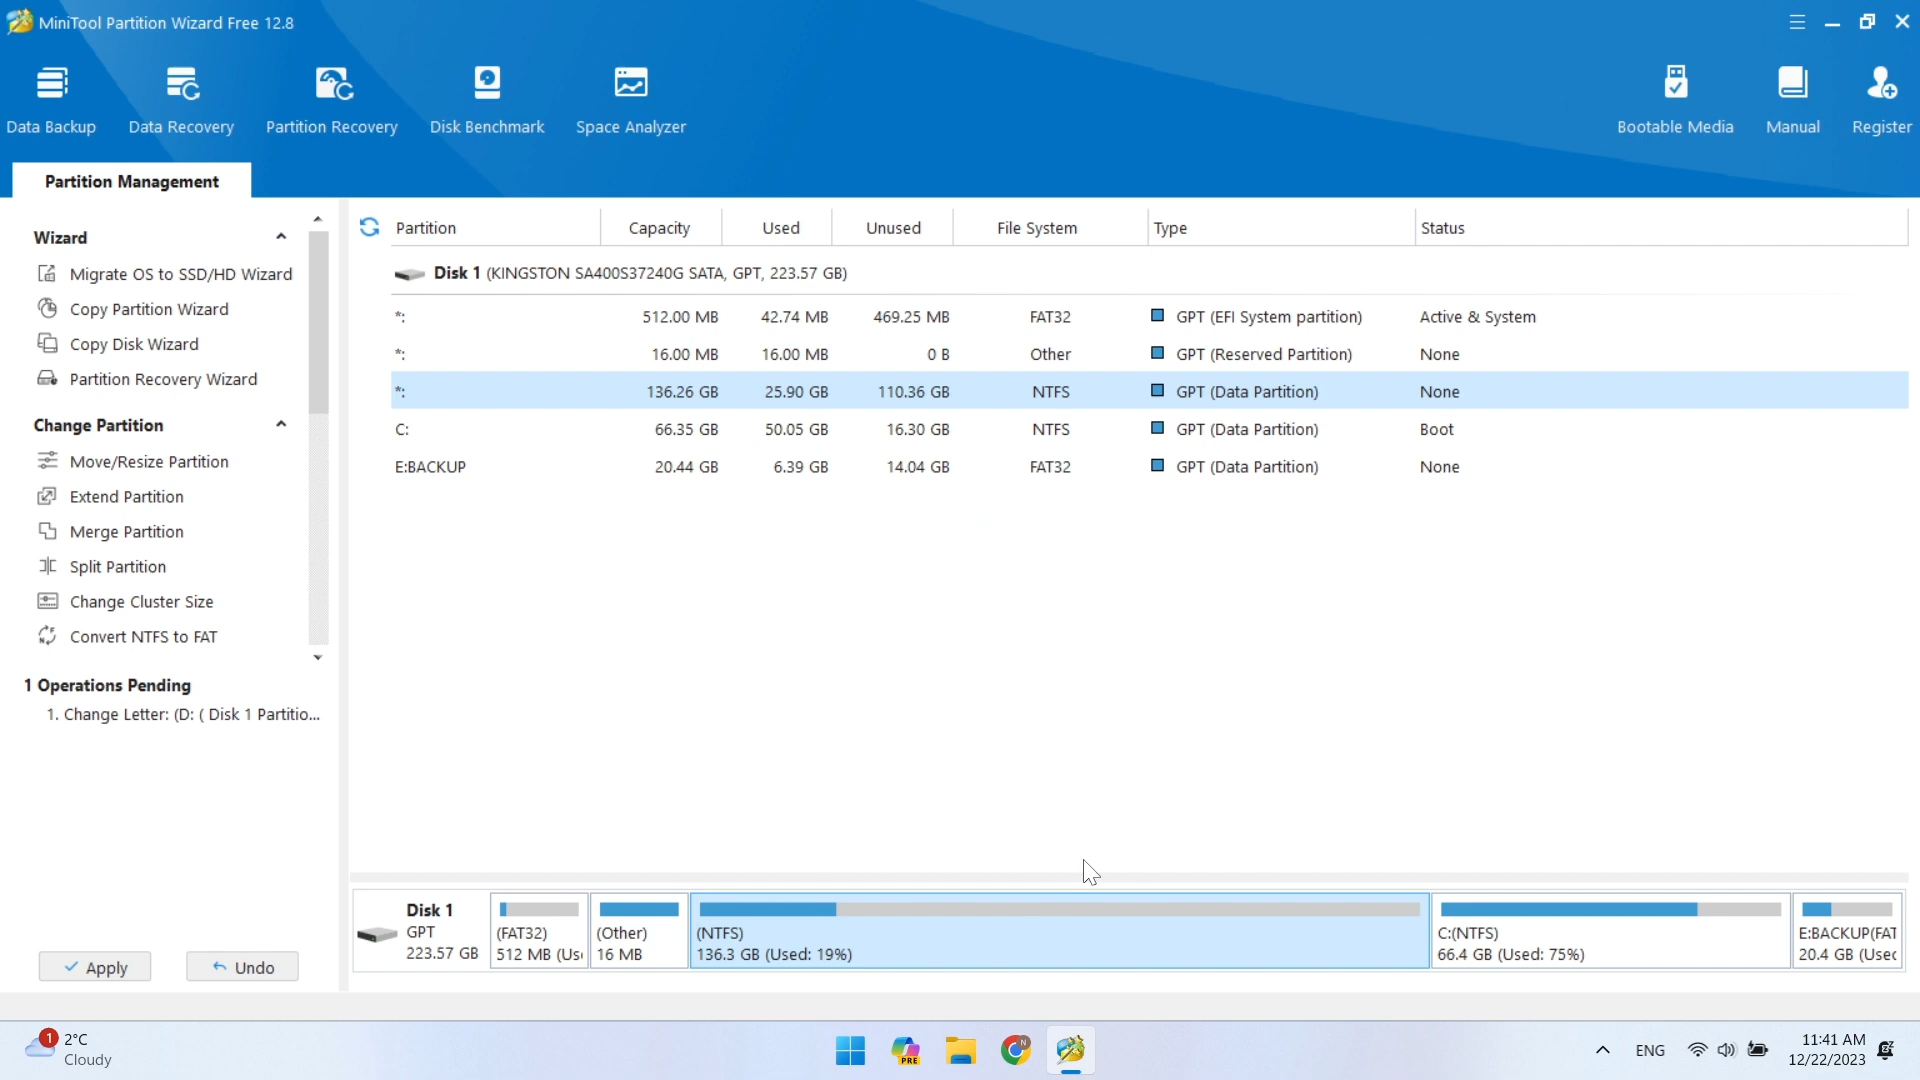 MiniTool Partition Wizard Free 12.8
Data Backup
Data Recovery
Partition Recovery
Disk Benchmark
Space Analyzer
Bootable Media
Manual
Register
Partition Management
Wizard
Migrate OS to SSD/HD Wizard
Copy Partition Wizard
Copy Disk Wizard
Partition Recovery Wizard
Change Partition
Move/Resize Partition
Extend Partition
Merge Partition
Split Partition
Change Cluster Size
Convert NTFS to FAT
1 Operations Pending
1. Change Letter: (D: ( Disk 1 Partitio...
Apply
Undo
Partition Capacity Used Unused File System Type Status
Disk 1 (KINGSTON SA400S37240G SATA, GPT, 223.57 GB)
*: 512.00 MB 42.74 MB 469.25 MB FAT32 GPT (EFI System partition) Active & System
*: 16.00 MB 16.00 MB 0 B Other GPT (Reserved Partition) None
*: 136.26 GB 25.90 GB 110.36 GB NTFS GPT (Data Partition) None
C: 66.35 GB 50.05 GB 16.30 GB NTFS GPT (Data Partition) Boot
E:BACKUP 20.44 GB 6.39 GB 14.04 GB FAT32 GPT (Data Partition) None
Disk 1
GPT
223.57 GB
(FAT32)
512 MB (Us
(Other)
16 MB
(NTFS)
136.3 GB (Used: 19%)
C:(NTFS)
66.4 GB (Used: 75%)
E:BACKUP(FAT
20.4 GB (Used
1
2°C
Cloudy
PRE
N
ENG
11:41 AM
12/22/2023